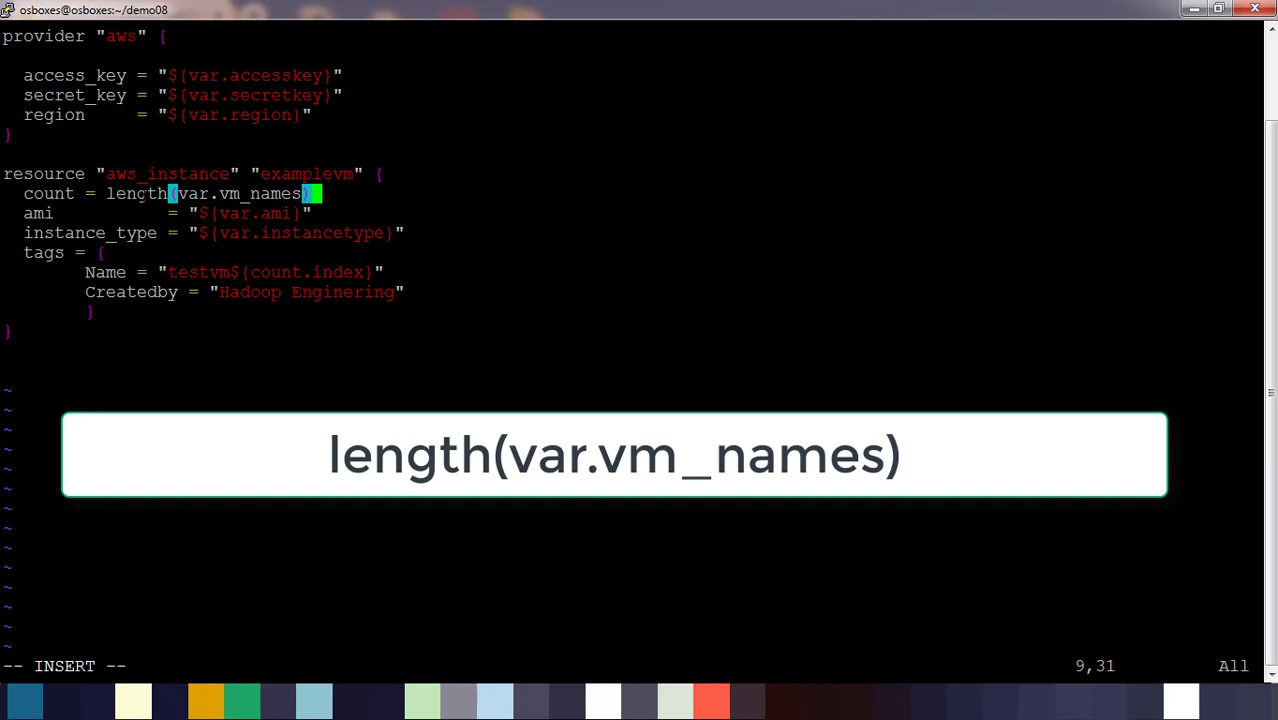 osboxes@osboxes:~/demo08
provider "aws" {
access_key = "${var.accesskey}"
secret_key = "${var.secretkey}"
region     = "${var.region}"
}
resource "aws_instance" "examplevm" {
count = length(var.vm_names)
ami           = "${var.ami}"
instance_type = "${var.instancetype}"
tags = {
Name = "testvm${count.index}"
Createdby = "Hadoop Enginering"
}
}
~
~
~
~
~
~
~
~
~
~
~
~
~
~
length(var.vm_names)
-- INSERT --
9,31
All